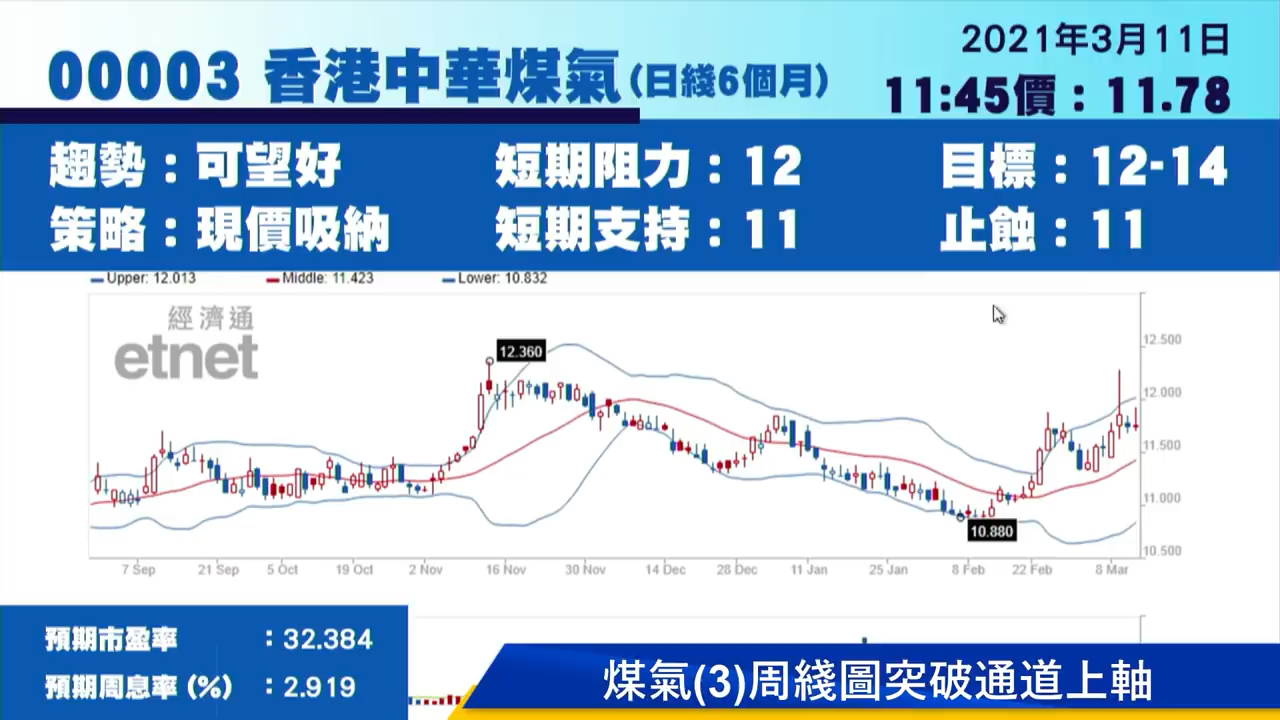 00003 香港中華煤氣(日綫6個月)
2021年3月11日
11:45價：11.78
趨勢：可望好
短期阻力：12
目標：12-14
策略：現價吸納
短期支持：11
止蝕：11
Upper: 12.013
Middle: 11.423
Lower: 10.832
經濟通
etnet
12.360
10.880
12.500
12.000
11.500
11.000
10.500
7 Sep
21 Sep
5 Oct
19 Oct
2 Nov
16 Nov
30 Nov
14 Dec
28 Dec
11 Jan
25 Jan
8 Feb
22 Feb
8 Mar
預期市盈率 ：32.384
預期周息率 (%) ：2.919
煤氣(3)周綫圖突破通道上軸